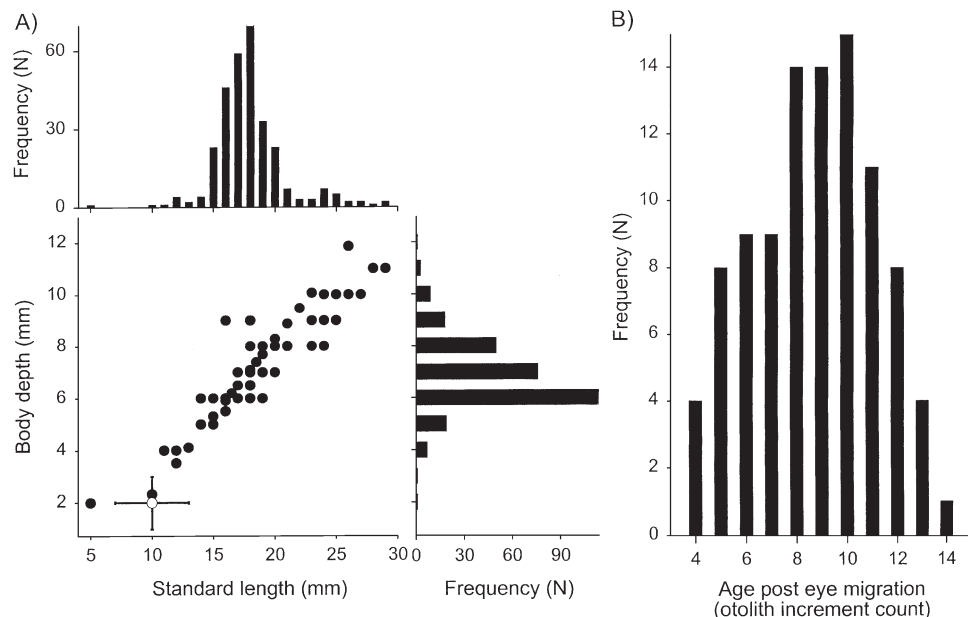 A)
Frequency (N)
60
30
0
Body depth (mm)
12
10
8
6
4
2
5 10 15 20 25 30
Standard length (mm)
0 30 60 90
Frequency (N)
B)
Frequency (N)
14
12
10
8
6
4
2
0
4 6 8 10 12 14
Age post eye migration
(otolith increment count)